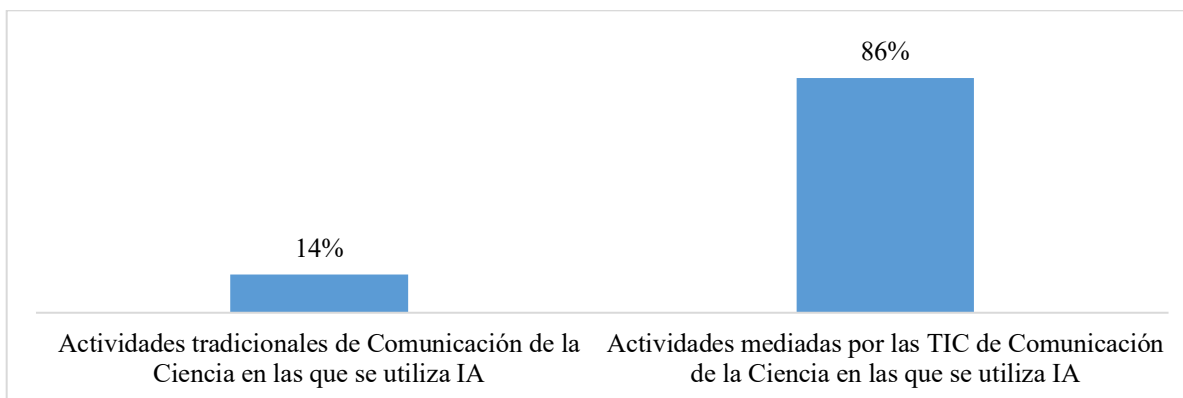 86%
14%
Actividades tradicionales de Comunicación de la
Ciencia en las que se utiliza IA
Actividades mediadas por las TIC de Comunicación
de la Ciencia en las que se utiliza IA